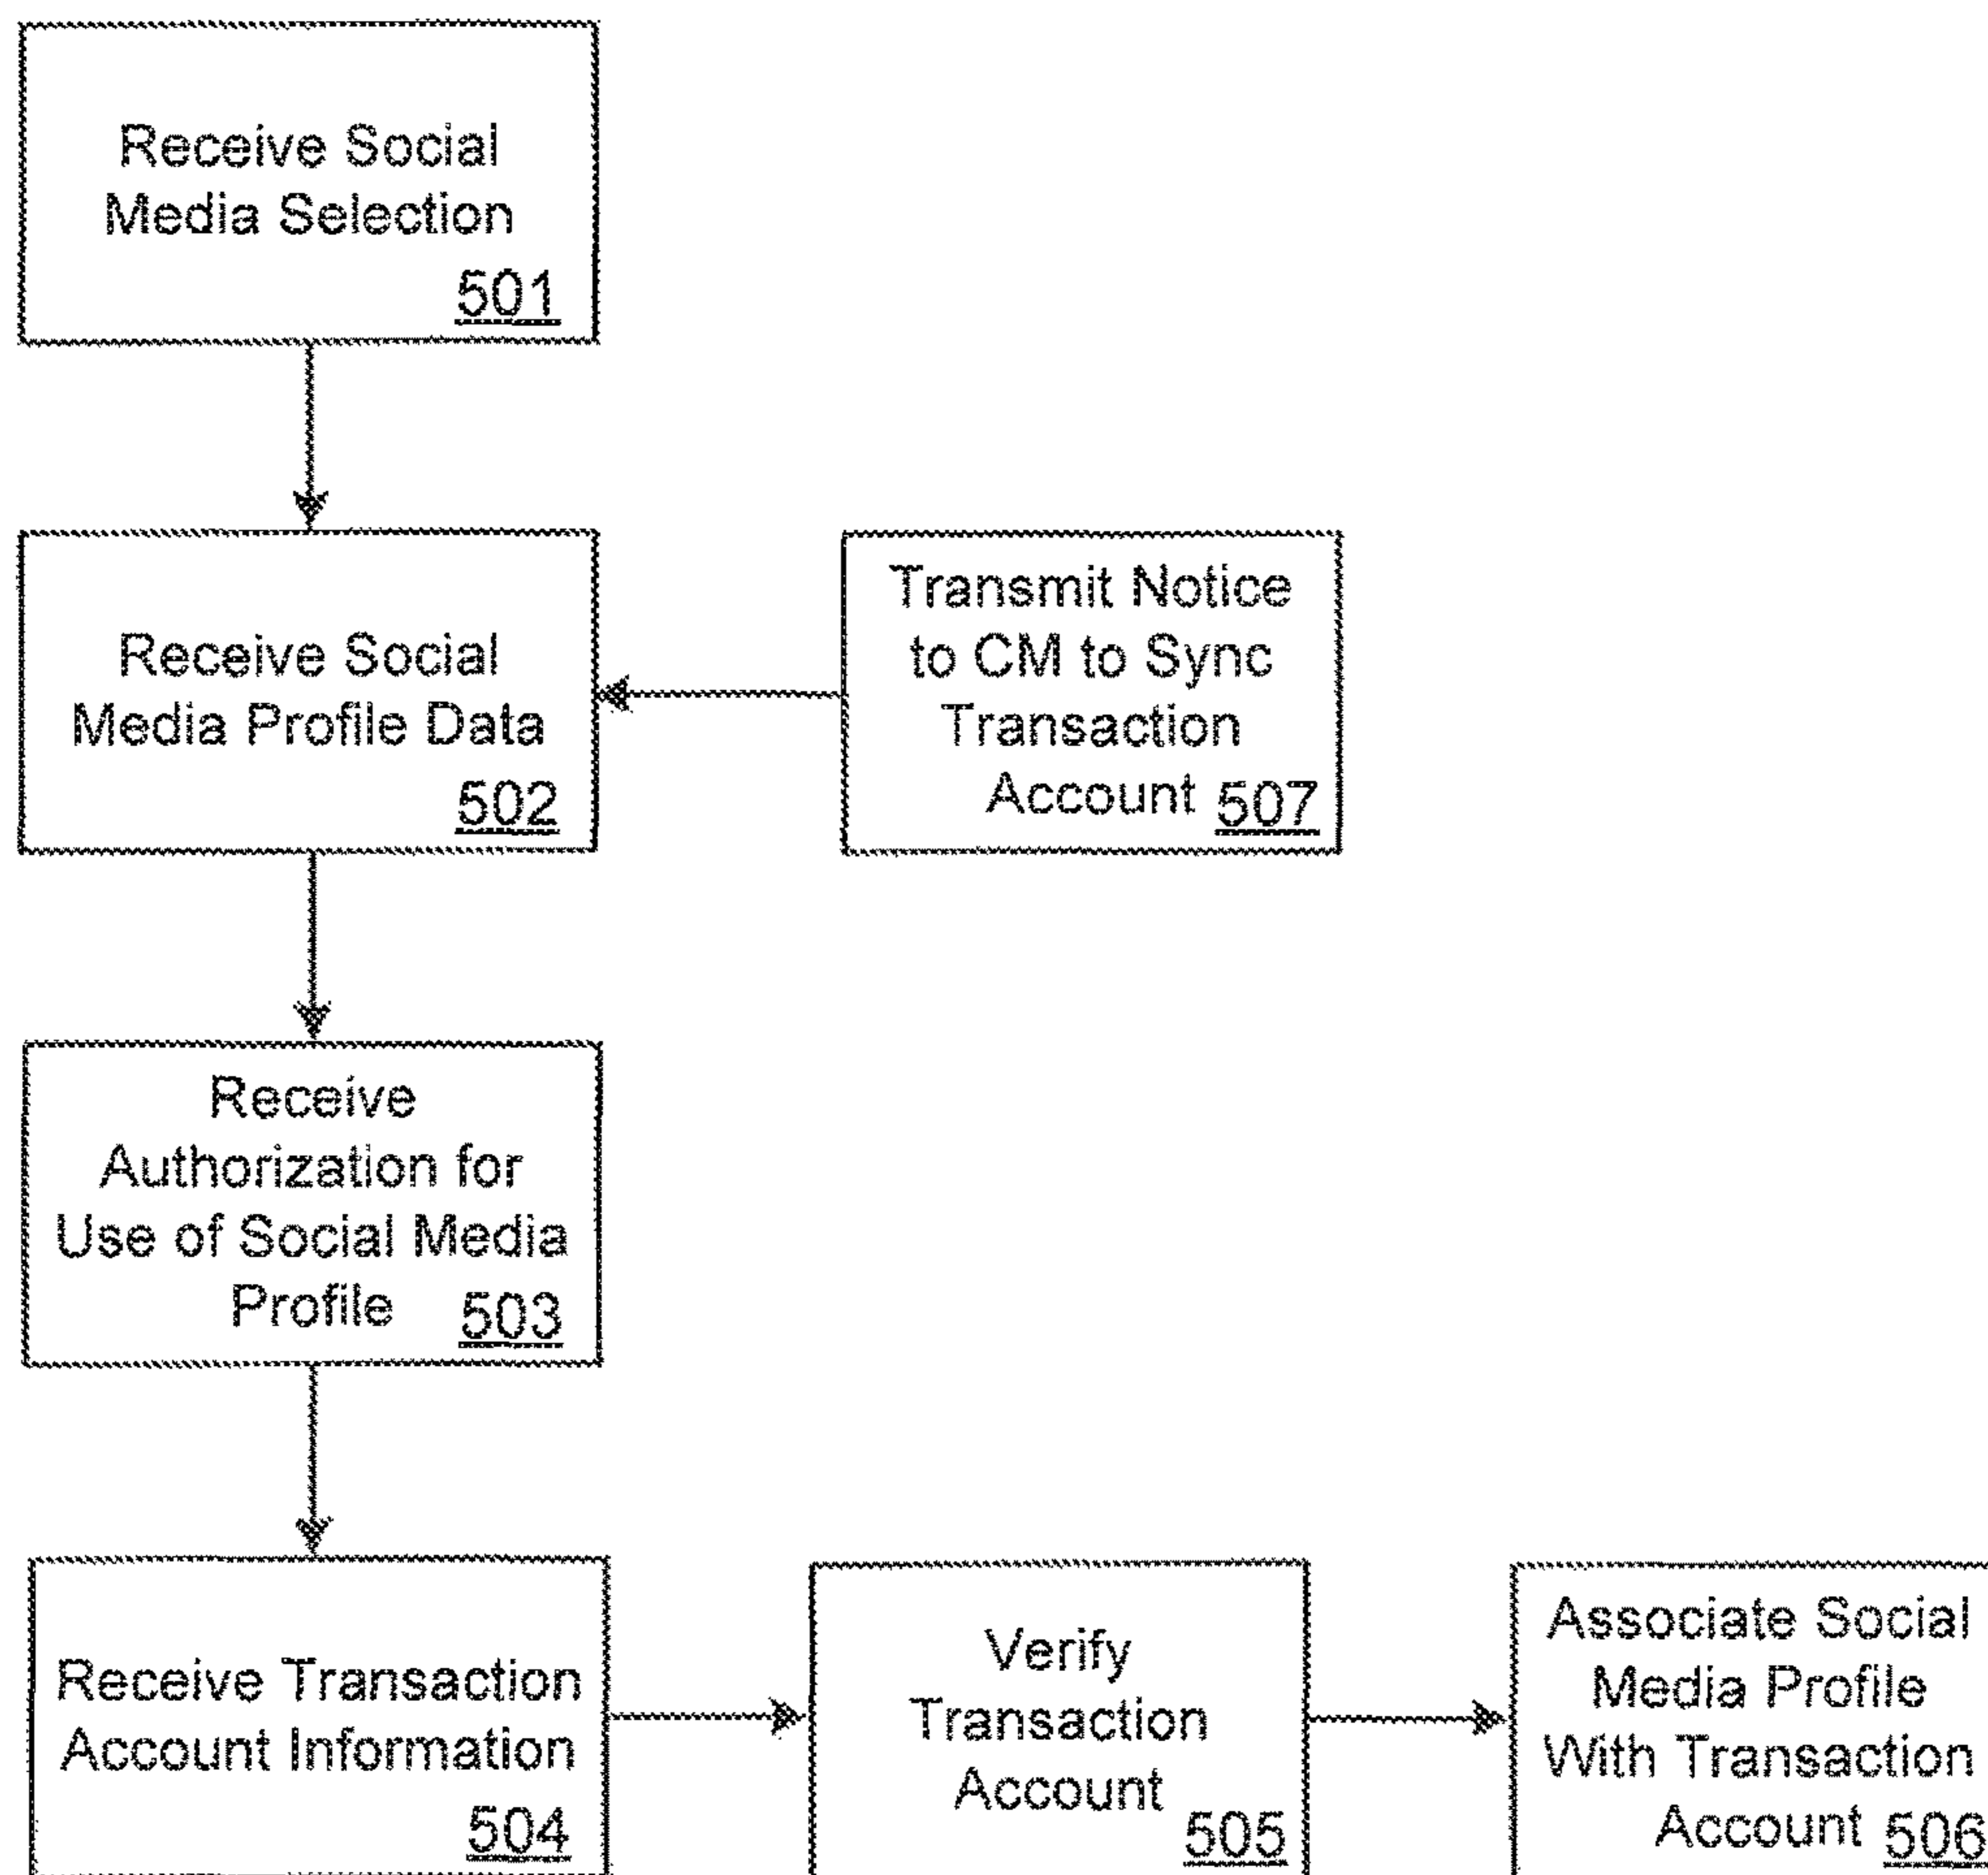 Receive Social
Media Selection
501
Receive Social
Media Profile Data
502
Transmit Notice
to CM to Sync
Transaction
Account 507
Receive
Authorization for
Use of Social Media
Profile 503
Receive Transaction
Account Information
504
Verify
Transaction
Account
505
Associate Social
Media Profile
With Transaction
Account 506